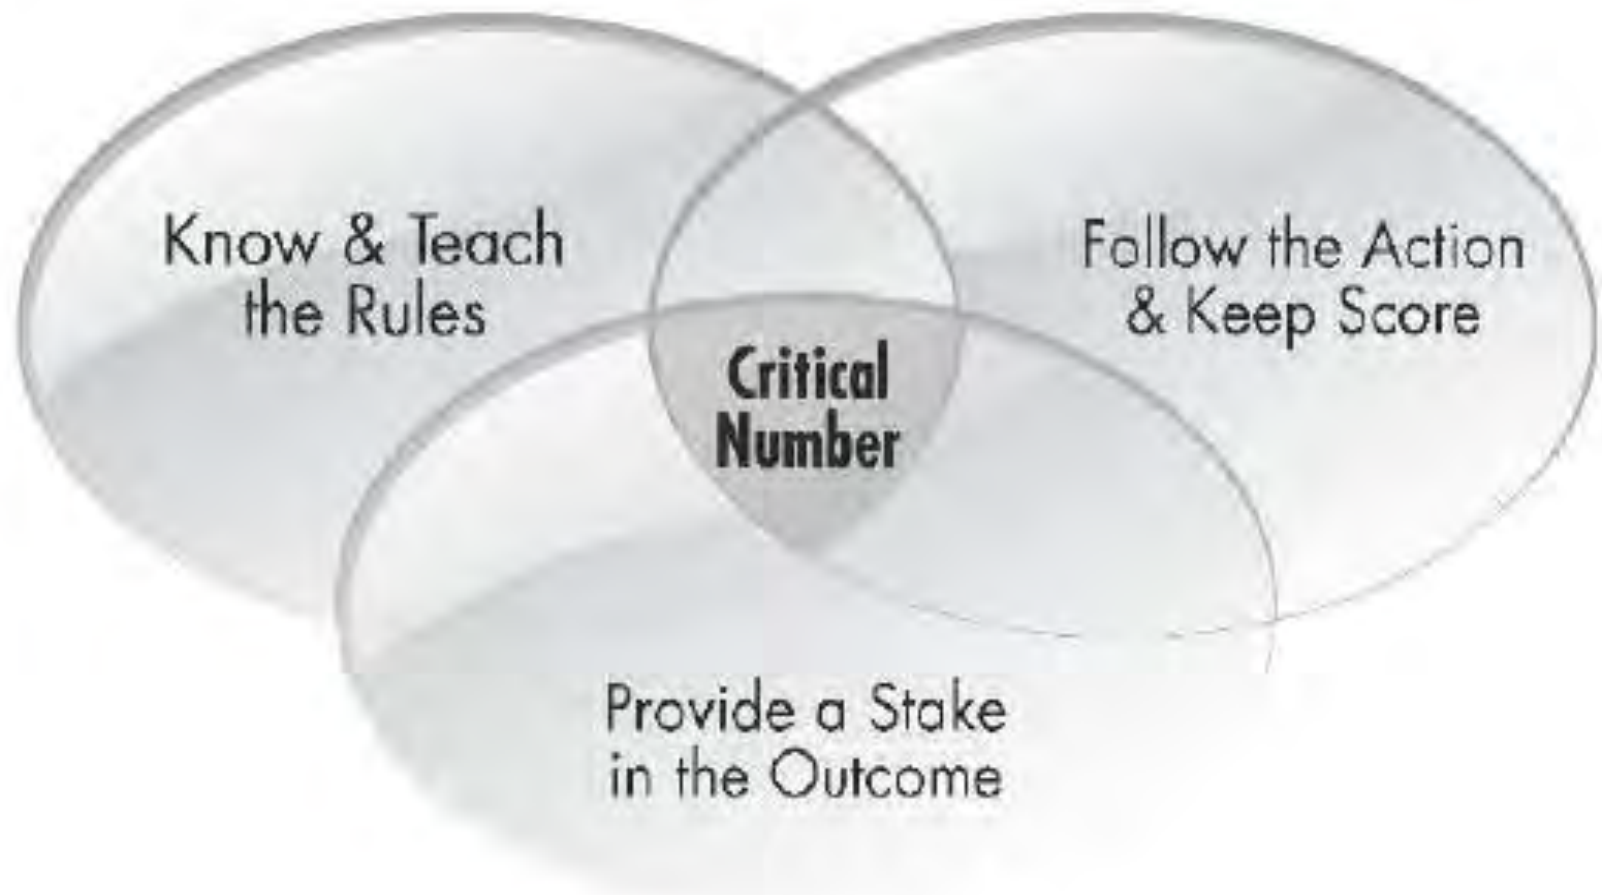 Know & Teach
the Rules
Follow the Action
& Keep Score
Critical
Number
Provide a Stake
in the Outcome